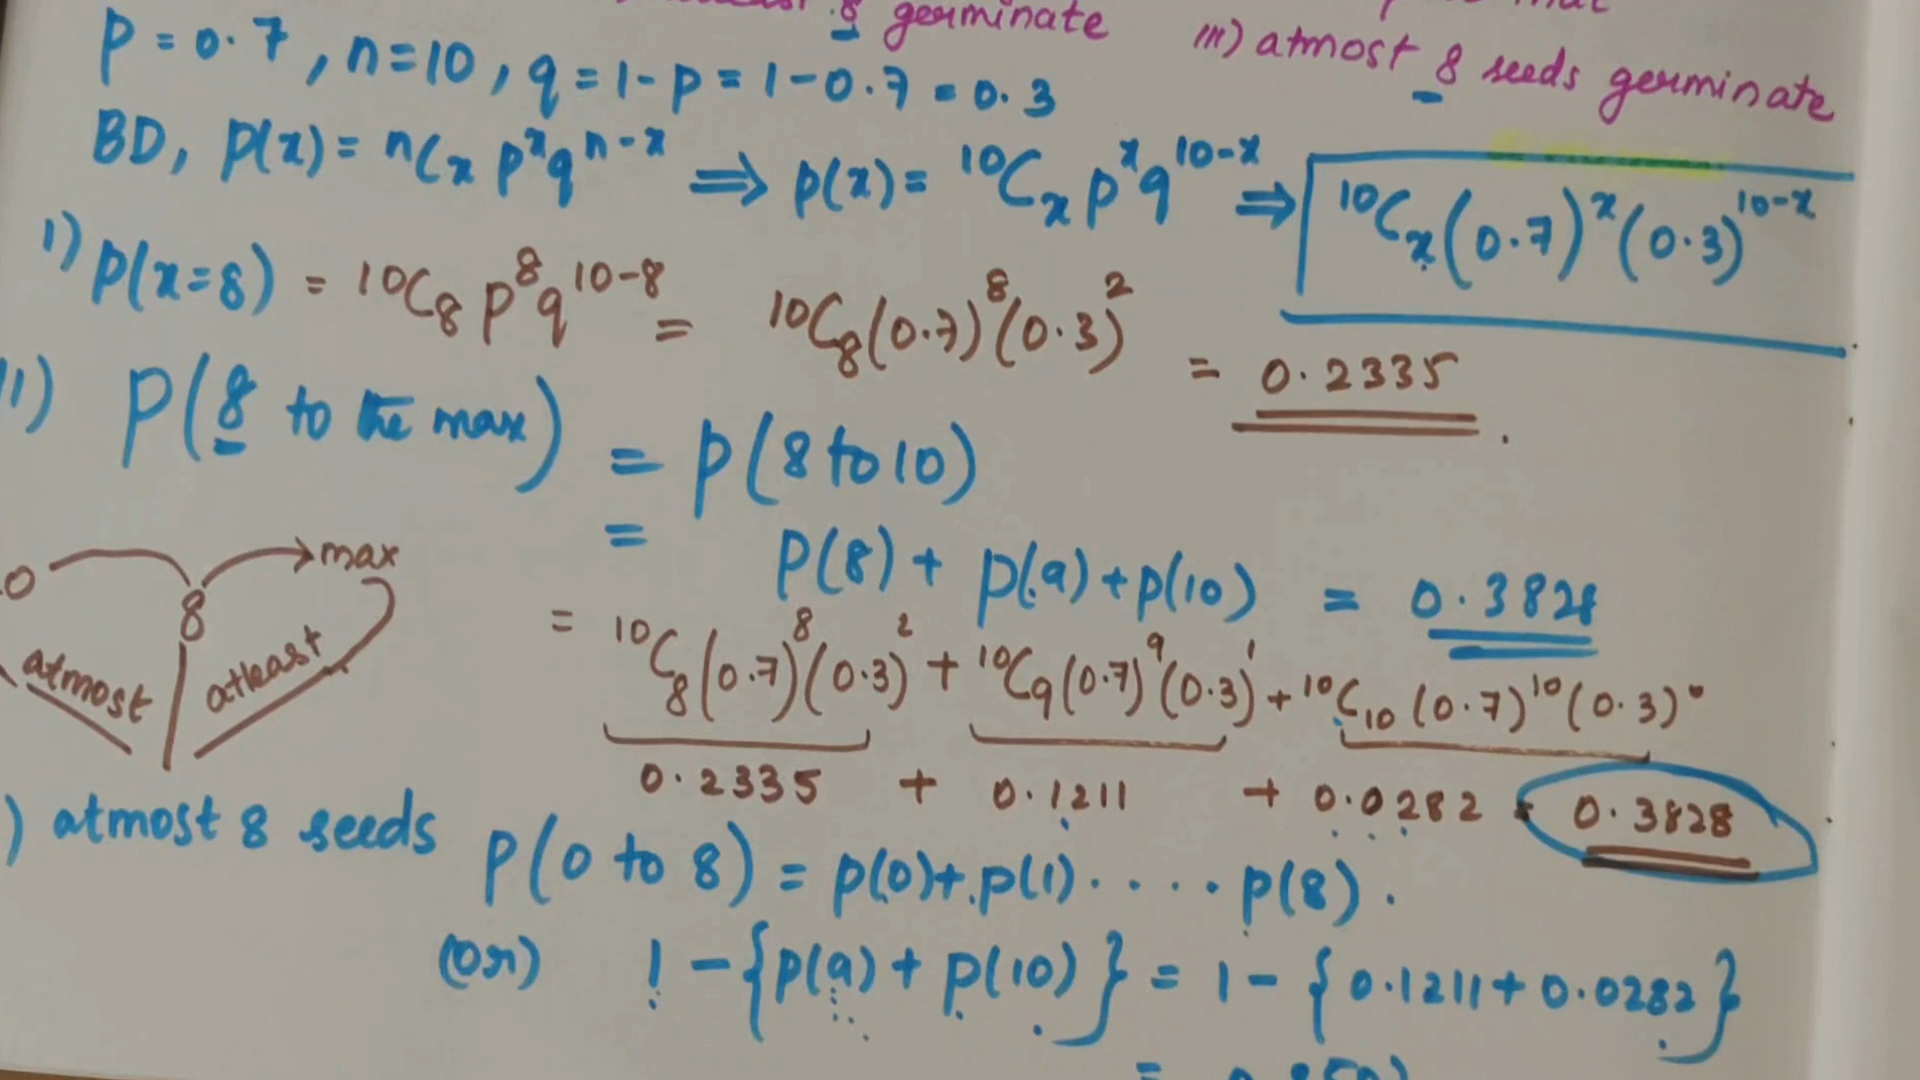 8 germinate
III) atmost 8 seeds germinate
p = 0.7, n=10, q = 1-p = 1-0.7 = 0.3
BD, p(x) = nCx p^x q^n-x ⟹ p(x) = 10Cx p^x q^10-x ⟹ 10Cx (0.7)^x (0.3)^10-x
1) p(x=8) = 10C8 p^8 q^10-8 = 10C8 (0.7)^8 (0.3)^2 = 0.2335
11) P(8 to the max) = p(8 to 10)
= p(8) + p(9) + p(10) = 0.3828
0 8 → max
atmost atleast
= 10C8 (0.7)^8 (0.3)^2 + 10C9 (0.7)^9 (0.3)^1 + 10C10 (0.7)^10 (0.3)^0
0.2335 + 0.1211 + 0.0282 = 0.3828
) atmost 8 seeds p(0 to 8) = p(0)+p(1).....p(8).
(or) 1 - {p(9) + p(10)} = 1 - {0.1211 + 0.0282}
=